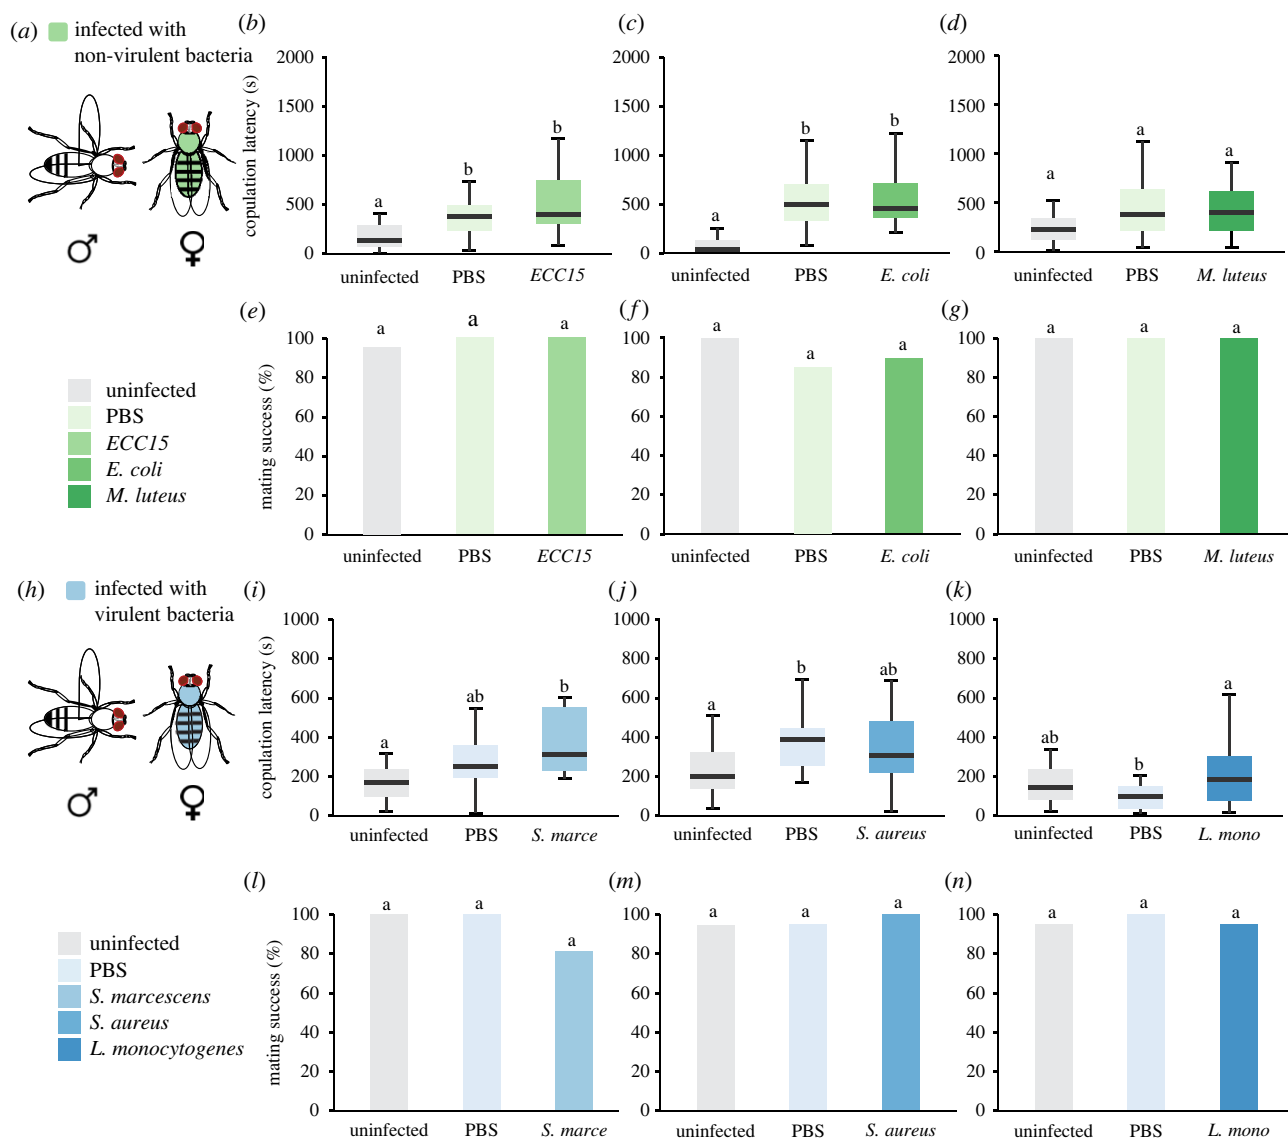 (a) infected with
non-virulent bacteria
♂ ♀
(b)
copulation latency (s)
2000
1500
1000
500
0
a b b
uninfected PBS ECC15
(c)
2000
1500
1000
500
0
a b b
uninfected PBS E. coli
(d)
2000
1500
1000
500
0
a a a
uninfected PBS M. luteus
uninfected
PBS
ECC15
E. coli
M. luteus
(e)
mating success (%)
100
80
60
40
20
0
a a a
uninfected PBS ECC15
(f)
100
80
60
40
20
0
a a a
uninfected PBS E. coli
(g)
100
80
60
40
20
0
a a a
uninfected PBS M. luteus
(h) infected with
virulent bacteria
♂ ♀
(i)
copulation latency (s)
1000
800
600
400
200
0
a ab b
uninfected PBS S. marce
(j)
1000
800
600
400
200
0
a b ab
uninfected PBS S. aureus
(k)
1000
800
600
400
200
0
ab b a
uninfected PBS L. mono
uninfected
PBS
S. marcescens
S. aureus
L. monocytogenes
(l)
mating success (%)
100
80
60
40
20
0
a a a
uninfected PBS S. marce
(m)
100
80
60
40
20
0
a a a
uninfected PBS S. aureus
(n)
100
80
60
40
20
0
a a a
uninfected PBS L. mono